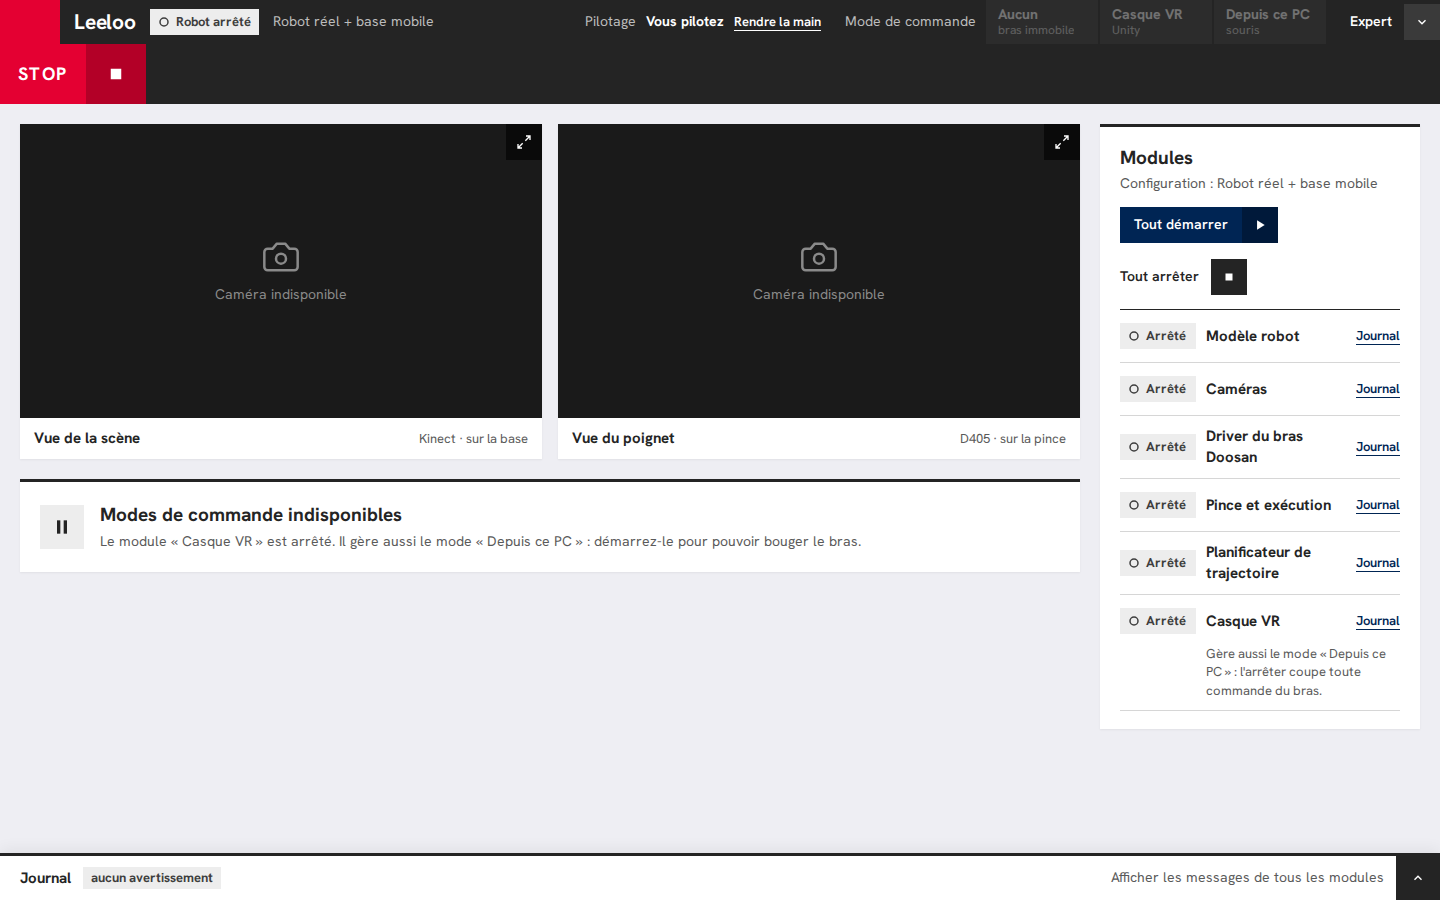 Leeloo
Robot arrêté
Robot réel + base mobile
Pilotage Vous pilotez Rendre la main
Mode de commande
Aucun
bras immobile
Casque VR
Unity
Depuis ce PC
souris
Expert
STOP
Caméra indisponible
Vue de la scène
Kinect · sur la base
Caméra indisponible
Vue du poignet
D405 · sur la pince
Modes de commande indisponibles
Le module « Casque VR » est arrêté. Il gère aussi le mode « Depuis ce PC » : démarrez-le pour pouvoir bouger le bras.
Modules
Configuration : Robot réel + base mobile
Tout démarrer
Tout arrêter
Arrêté Modèle robot Journal
Arrêté Caméras Journal
Arrêté Driver du bras Doosan Journal
Arrêté Pince et exécution Journal
Arrêté Planificateur de trajectoire Journal
Arrêté Casque VR Journal
Gère aussi le mode « Depuis ce
PC » : l'arrêter coupe toute
commande du bras.
Journal aucun avertissement
Afficher les messages de tous les modules